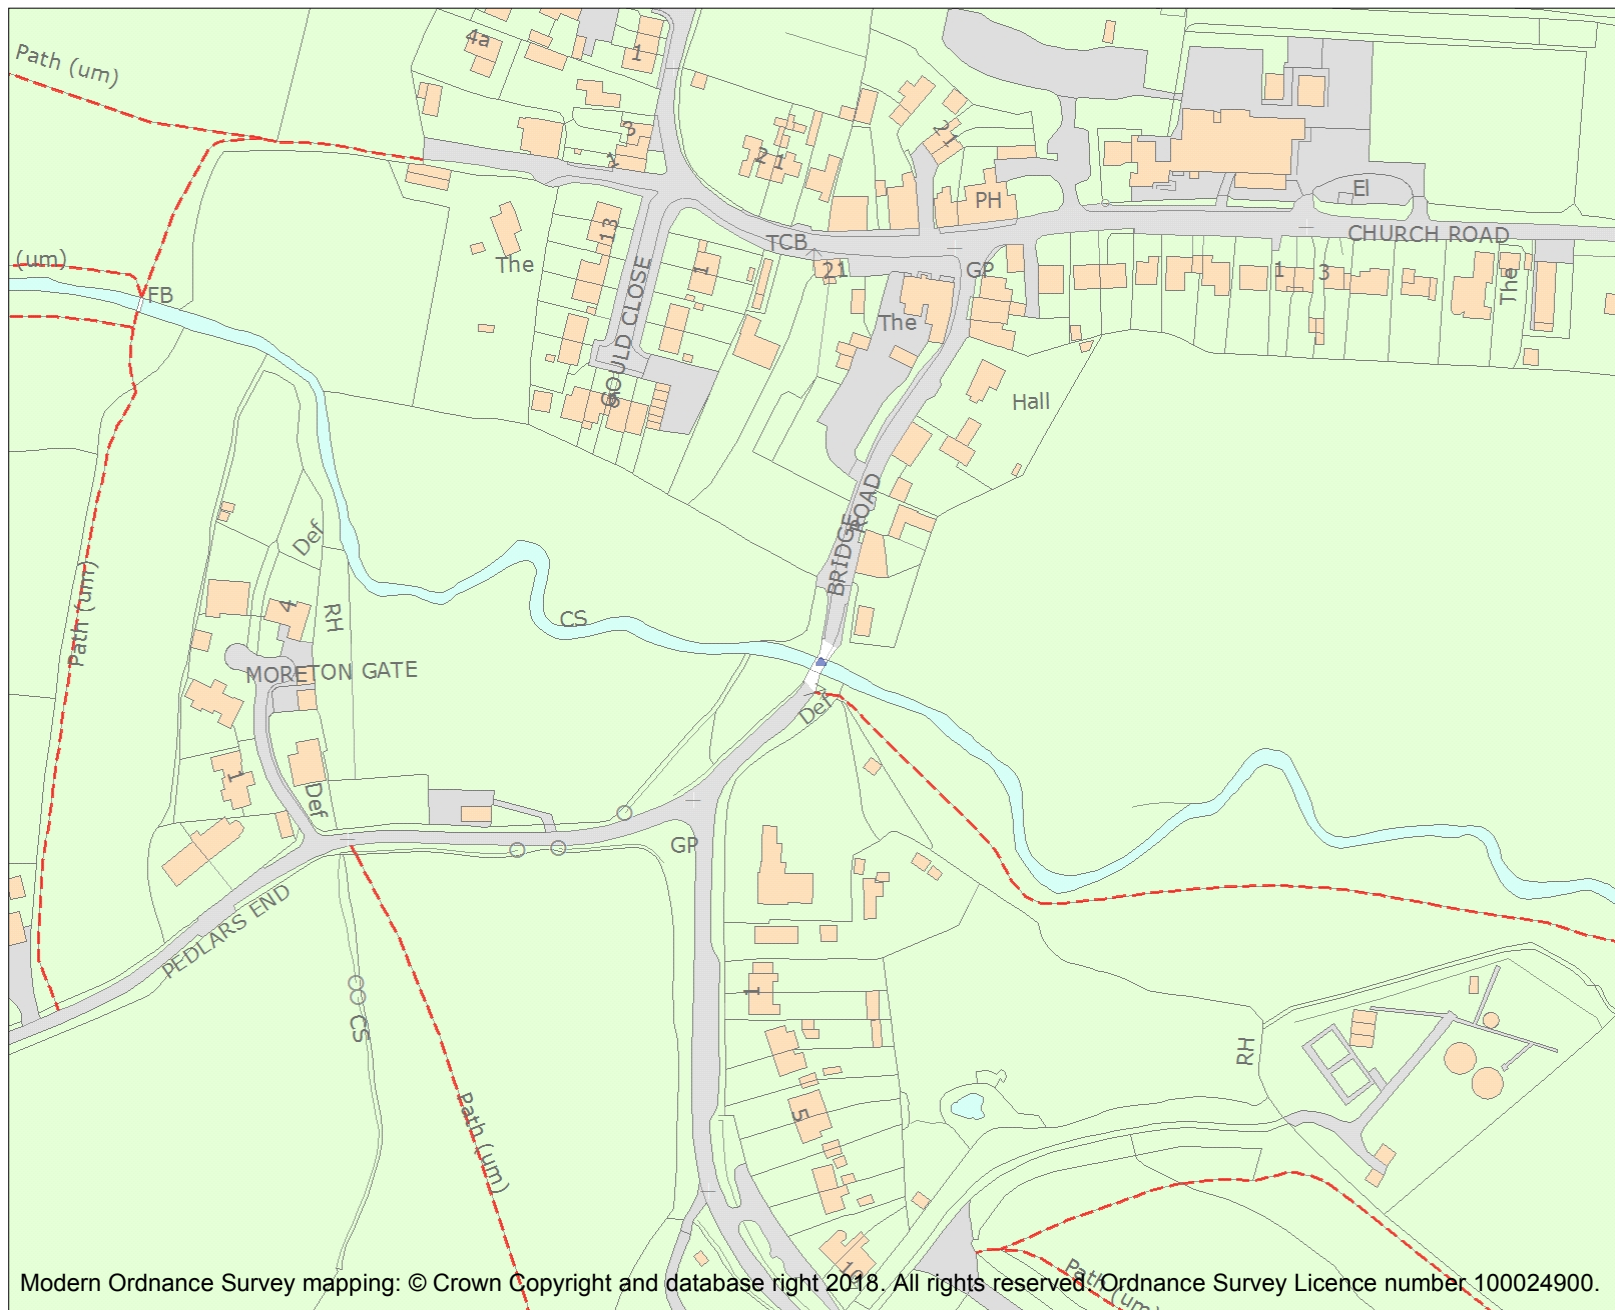 4a
1
Path (um)
3
1
21
2 1
PH
El
13
TCB
CHURCH ROAD
(um)
The
1
21
GP
1
3
The
FB
GOULD CLOSE
The
Hall
Def
BRIDGE ROAD
Path (um)
4
RH
CS
MORETON GATE
Def
1
Def
GP
PEDLARS END
1
CS
RH
5
Path (um)
10
Path (um)
Modern Ordnance Survey mapping: © Crown Copyright and database right 2018. All rights reserved. Ordnance Survey Licence number 100024900.